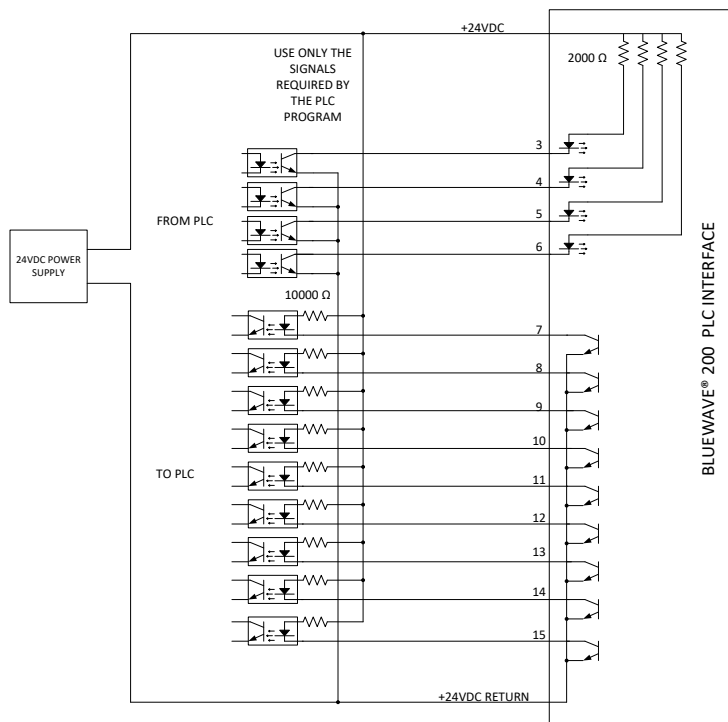 +24VDC
USE ONLY THE
SIGNALS
REQUIRED BY
THE PLC
PROGRAM
2000 Ω
3
4
FROM PLC
5
6
24VDC POWER
SUPPLY
10000 Ω
7
8
9
10
TO PLC
11
12
13
14
15
+24VDC RETURN
BLUEWAVE® 200 PLC INTERFACE